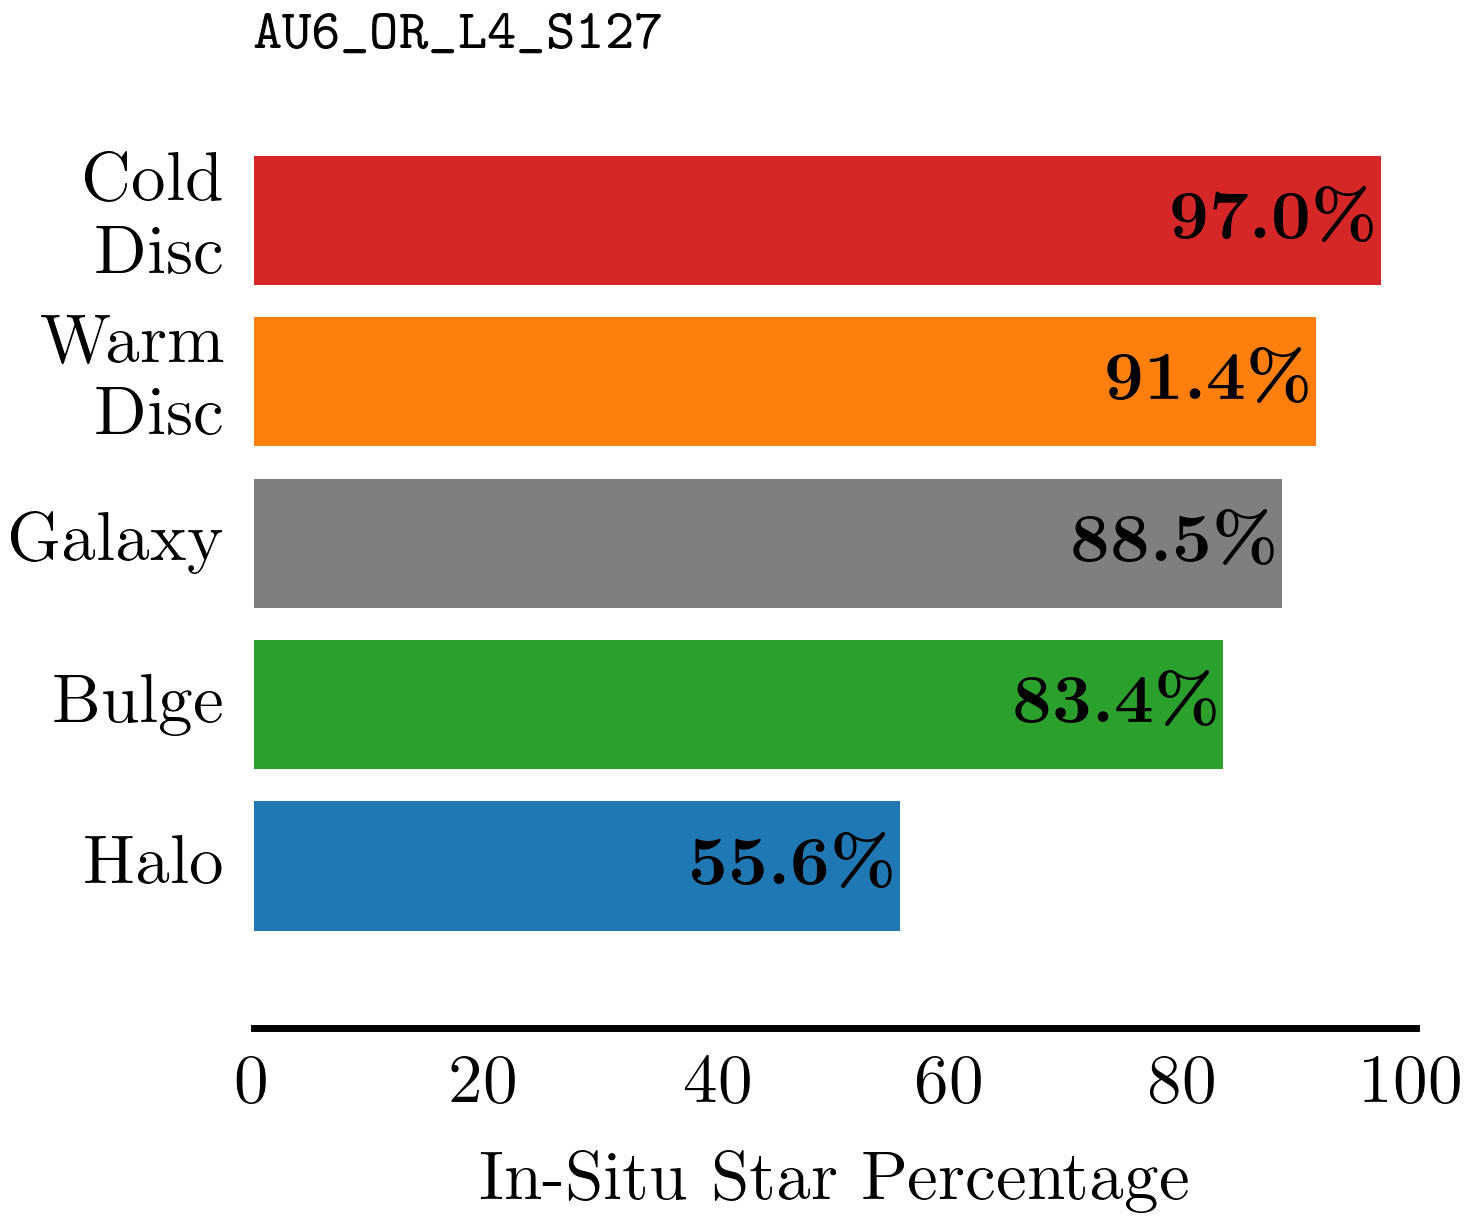 AU6_OR_L4_S127
Cold
Disc
97.0%
Warm
Disc
91.4%
Galaxy
88.5%
Bulge
83.4%
Halo
55.6%
0 20 40 60 80 100
In-Situ Star Percentage